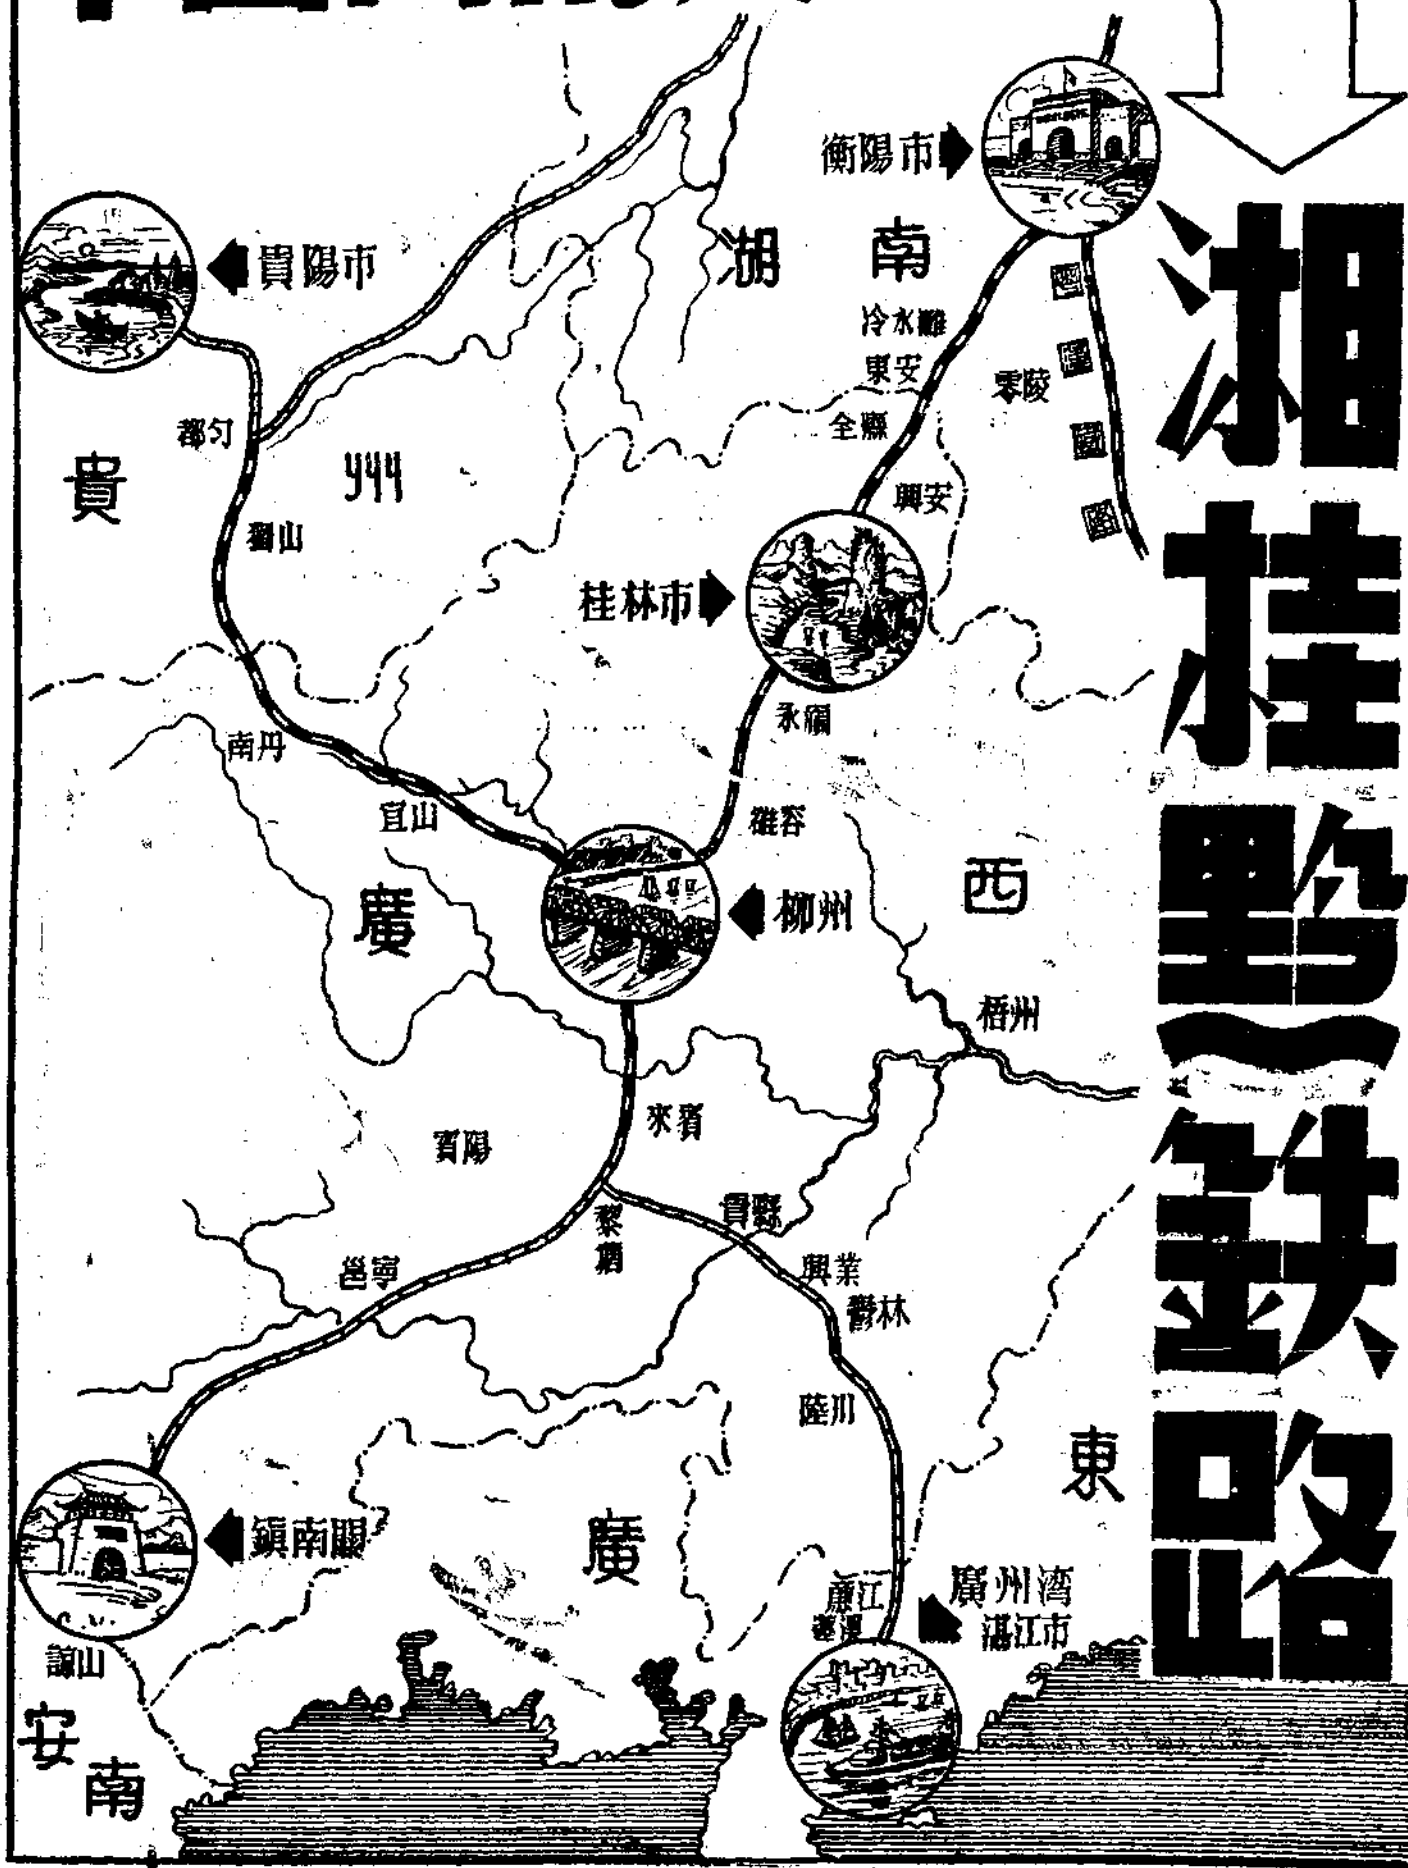 湘桂黔鉄路
衡陽市
貴陽市
湖南
冷水灘
東安
零陵
全縣
都匀
貴州
興安
獨山
桂林市
永福
南丹
雒容
宜山
廣西
柳州
梧州
來賓
賓陽
貴縣
黎塘
邕寧
興業
鬱林
陸川
廣東
鎮南關
廣州湾
湛江市
廉江
遂溪
諒山
安南